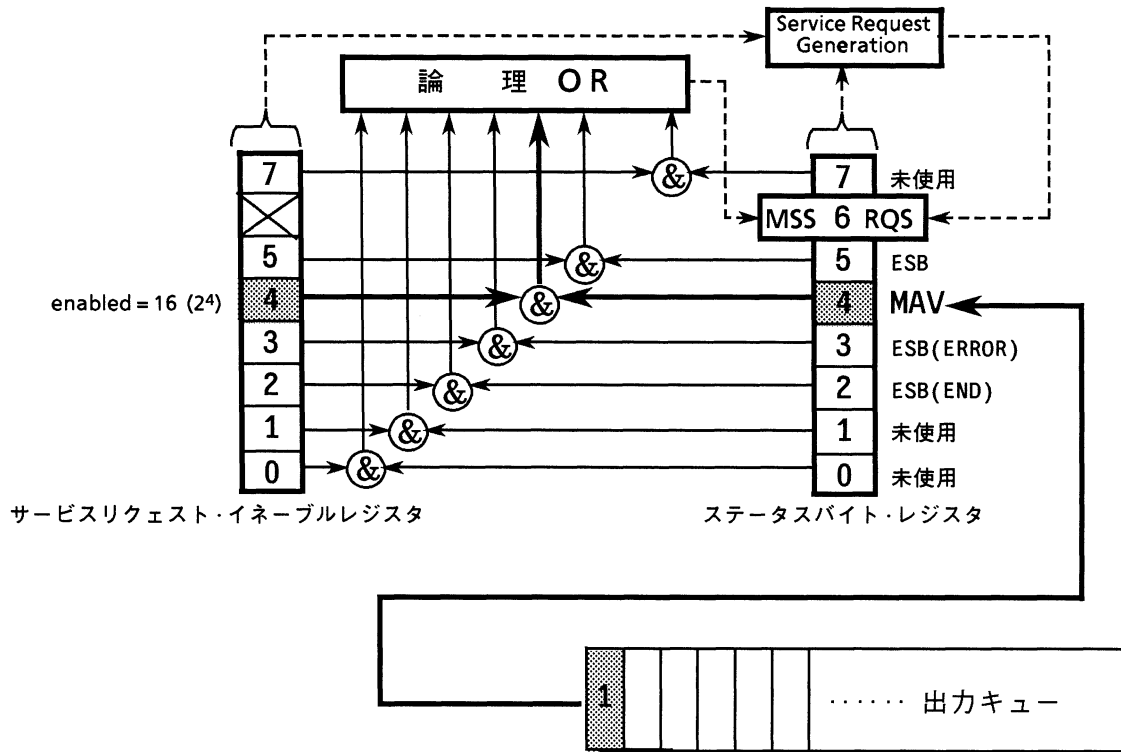 Service Request
Generation
論 理 OR
7
&
7 未使用
MSS 6 RQS
5
&
5 ESB
enabled = 16 (2⁴)
4
&
4 MAV
3
&
3 ESB(ERROR)
2
&
2 ESB(END)
1
&
1 未使用
0
&
0 未使用
サービスリクェスト・イネーブルレジスタ
ステータスバイト・レジスタ
1
…… 出力キュー